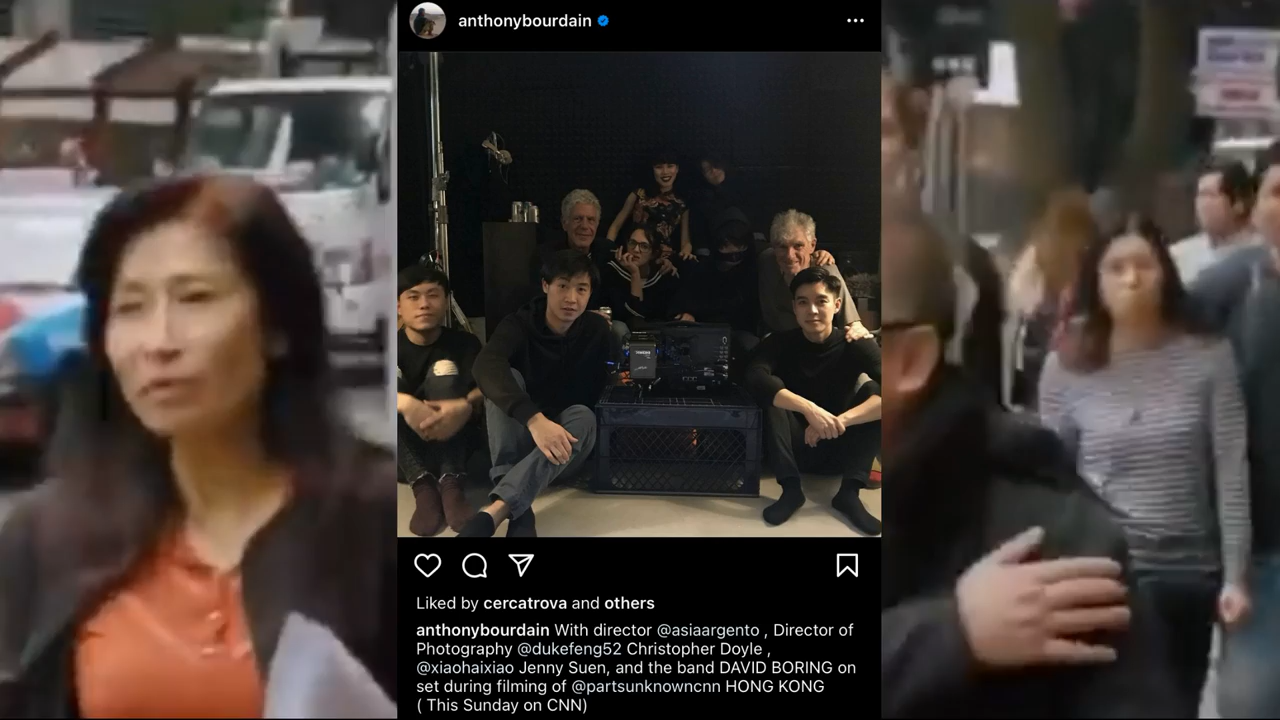 anthonybourdain
Liked by cercatrova and others
anthonybourdain With director @asiaargento , Director of
Photography @dukefeng52 Christopher Doyle ,
@xiaohaixiao Jenny Suen, and the band DAVID BORING on
set during filming of @partsunknowncnn HONG KONG
( This Sunday on CNN)